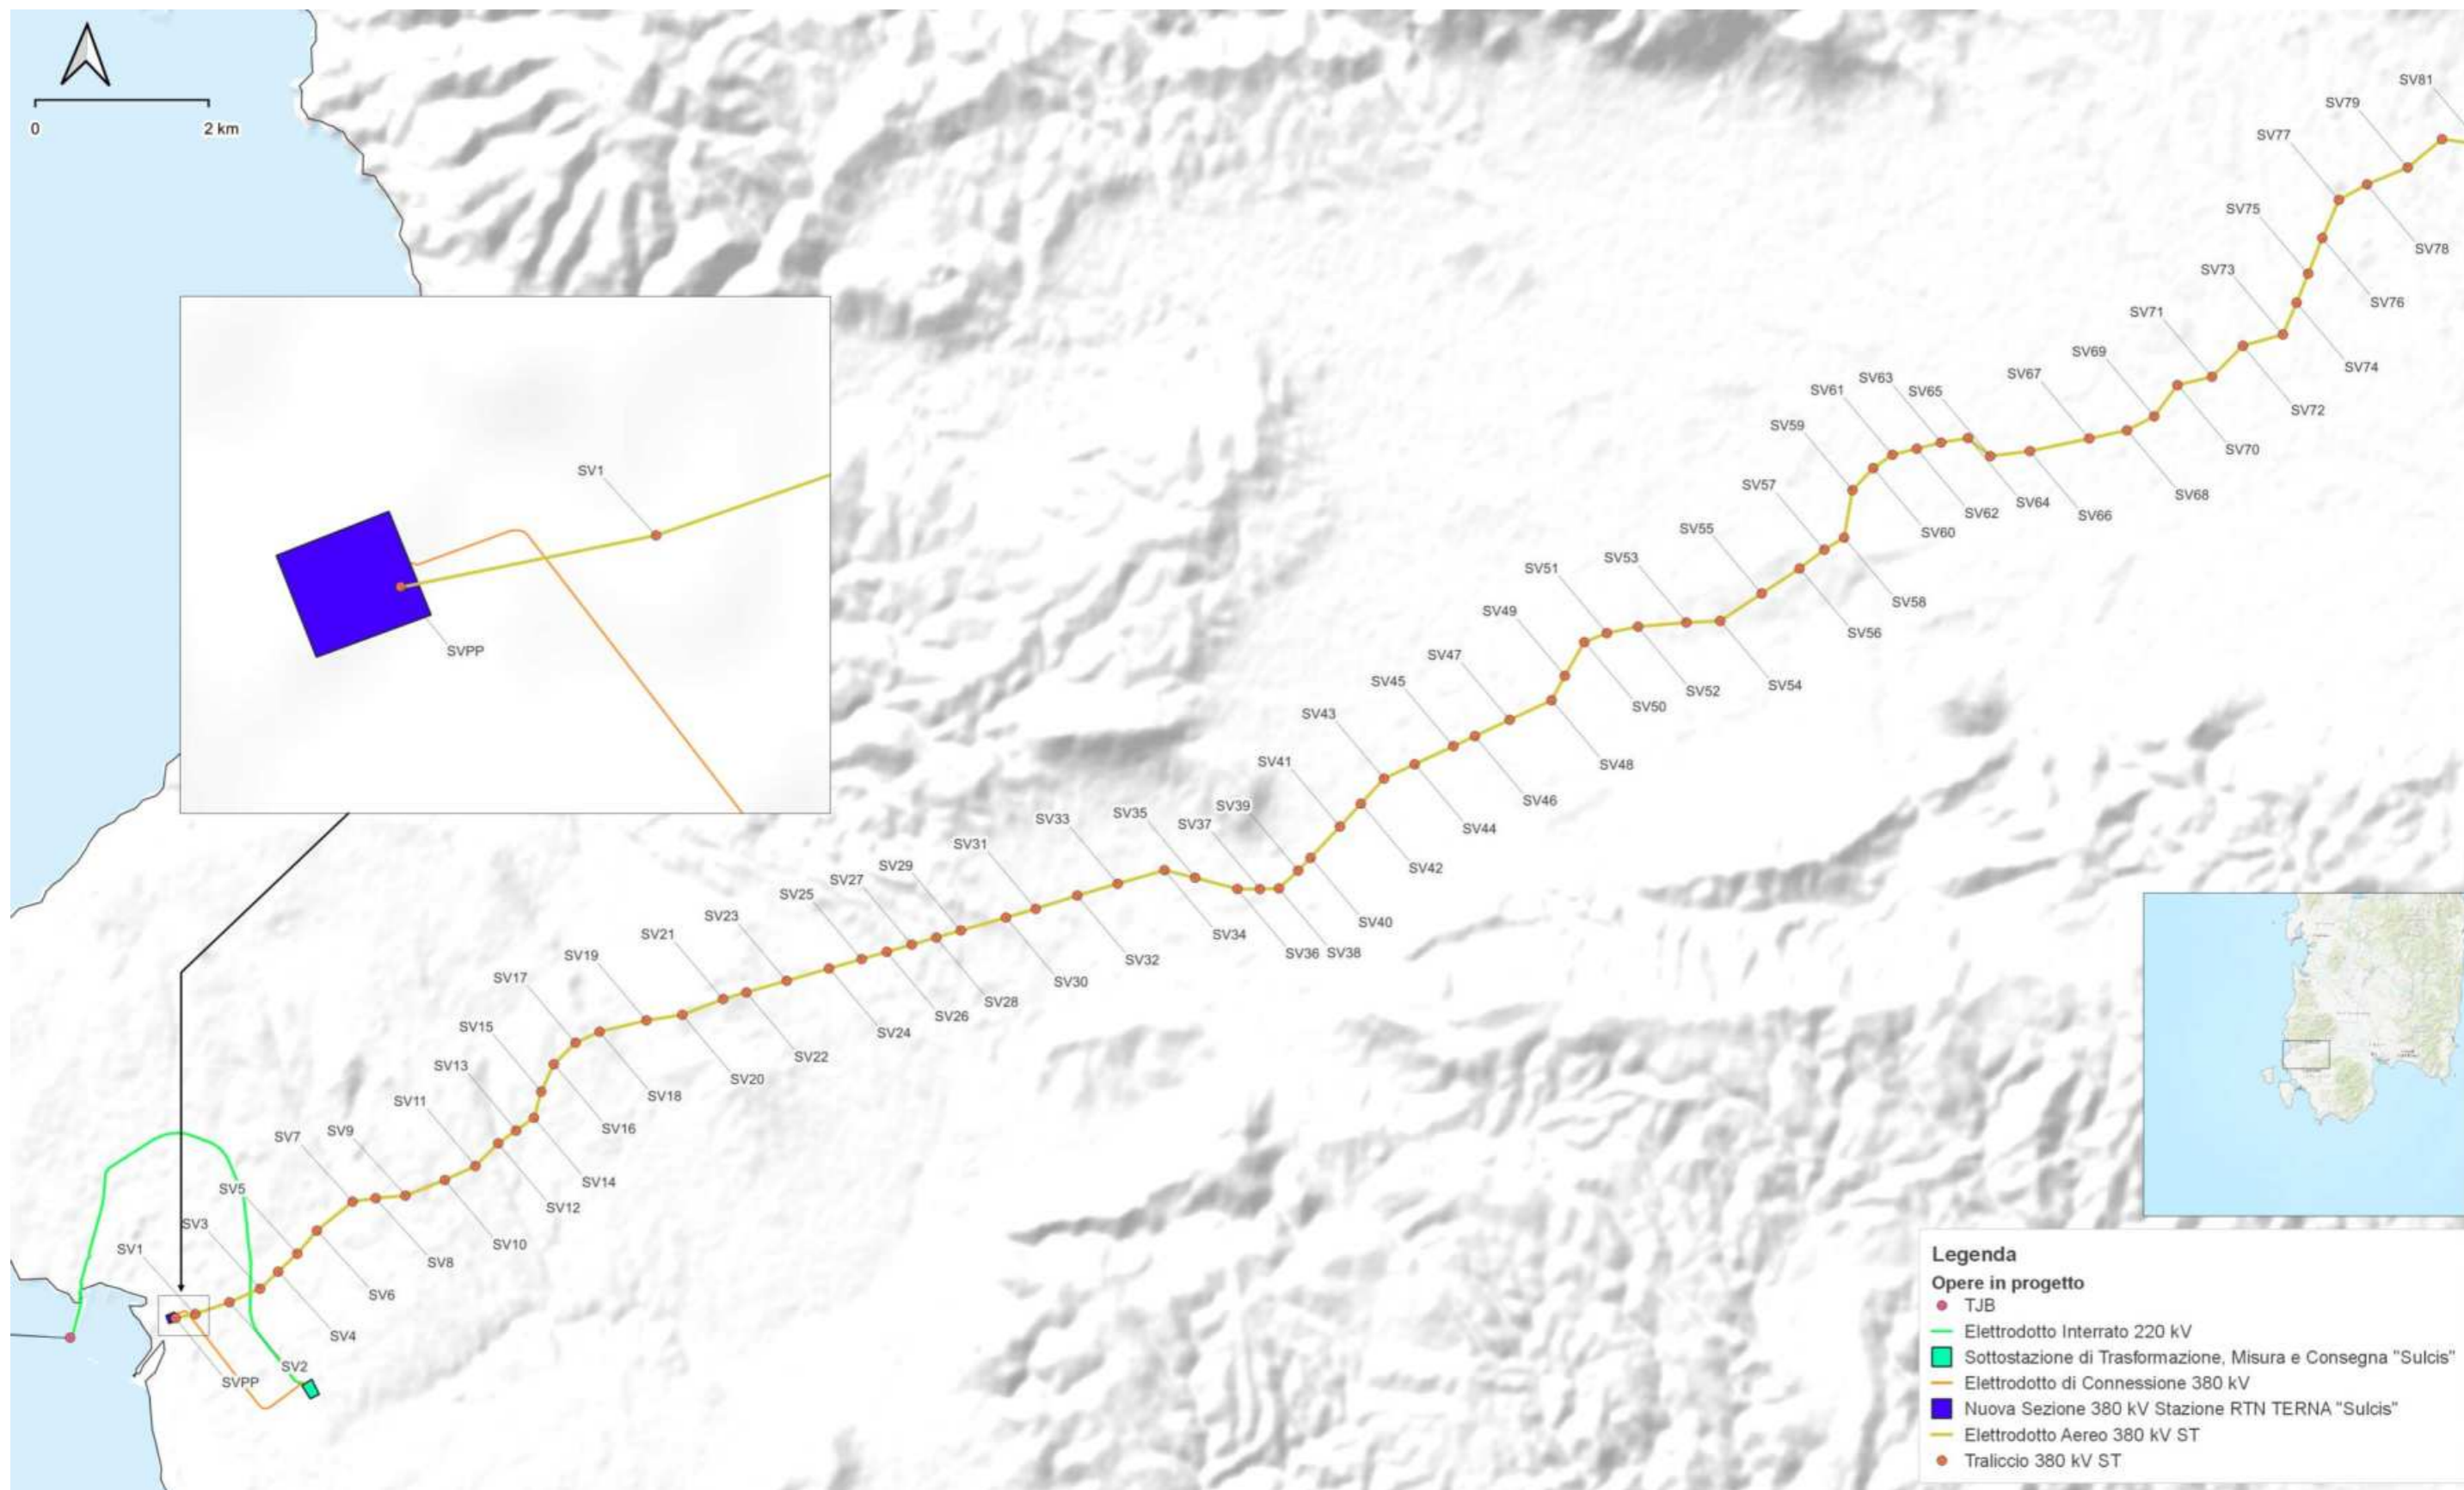 0 2 km
SV81
SV79
SV77
SV78
SV75
SV76
SV73
SV74
SV71
SV72
SV69
SV70
SV67
SV68
SV65
SV66
SV63
SV64
SV61
SV62
SV59
SV60
SV57
SV58
SV55
SV56
SV53
SV54
SV51
SV52
SV49
SV50
SV47
SV48
SV45
SV46
SV43
SV44
SV41
SV42
SV39
SV40
SV37
SV38
SV35
SV36
SV33
SV34
SV31
SV32
SV29
SV30
SV27
SV28
SV25
SV26
SV23
SV24
SV21
SV22
SV19
SV20
SV17
SV18
SV15
SV16
SV13
SV14
SV11
SV12
SV9
SV10
SV7
SV8
SV5
SV6
SV3
SV4
SV1
SV2
SVPP
SV1
SVPP
Legenda
Opere in progetto
TJB
Elettrodotto Interrato 220 kV
Sottostazione di Trasformazione, Misura e Consegna "Sulcis"
Elettrodotto di Connessione 380 kV
Nuova Sezione 380 kV Stazione RTN TERNA "Sulcis"
Elettrodotto Aereo 380 kV ST
Traliccio 380 kV ST